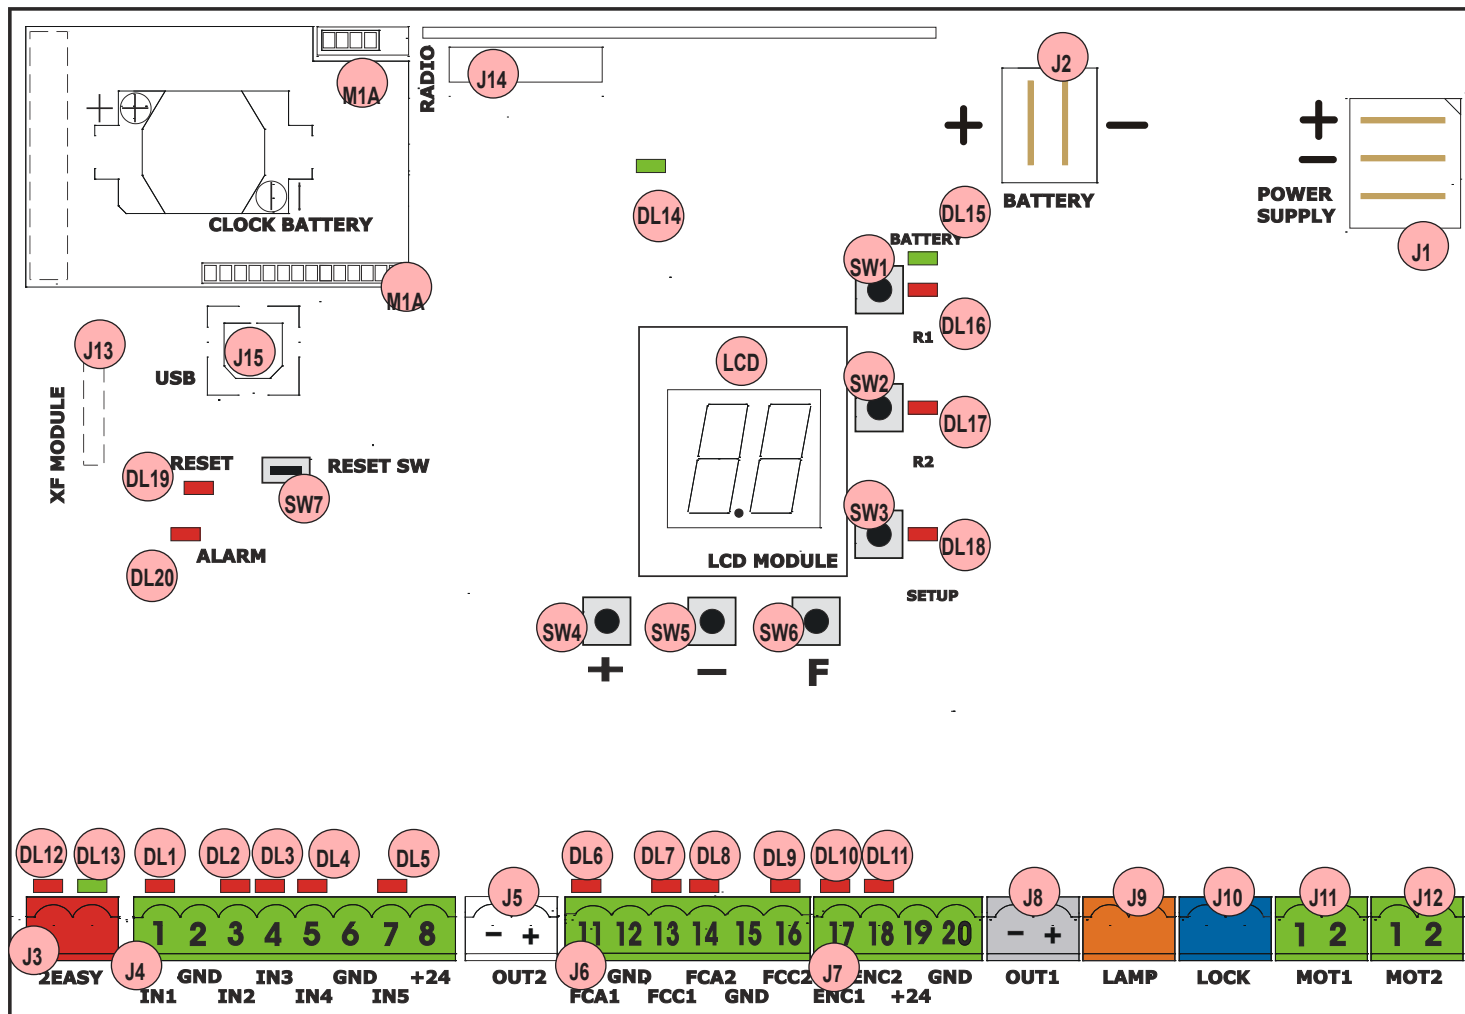 M1A
RADIO
J14
J2
+ -
BATTERY
+
-
POWER
SUPPLY
J1
+ +
CLOCK BATTERY
M1A
DL14
DL15
BATTERY
SW1
DL16
R1
J13
XF MODULE
USB
J15
LCD
LCD MODULE
SW2
DL17
R2
SW3
DL18
SETUP
DL19
RESET
RESET SW
SW7
ALARM
DL20
SW4
SW5
SW6
+ - F
DL12 DL13 DL1 DL2 DL3 DL4 DL5 DL6 DL7 DL8 DL9 DL10 DL11
J5 J8 J9 J10 J11 J12
1 2 3 4 5 6 7 8 - + 11 12 13 14 15 16 17 18 19 20 - + 1 2 1 2
J3 J4 J6 J7
2EASY GND IN3 GND +24 OUT2 GND FCA2 FCC2 ENC2 GND OUT1 LAMP LOCK MOT1 MOT2
IN1 IN2 IN4 IN5 FCA1 FCC1 GND ENC1 +24